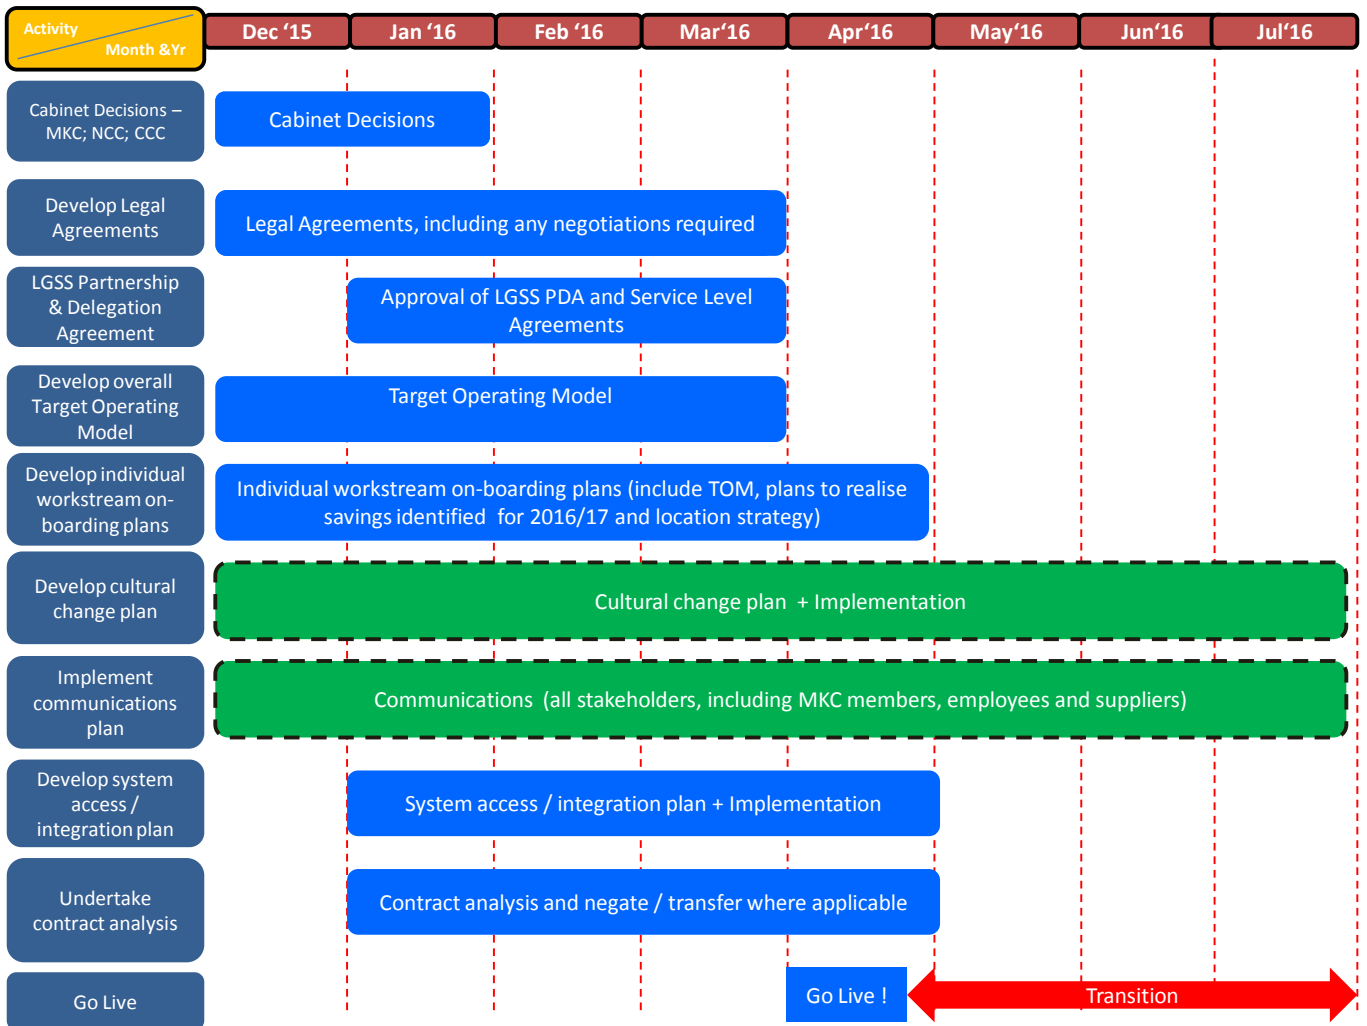 Activity
Month &Yr
Dec ‘15
Jan ‘16
Feb ‘16
Mar‘16
Apr‘16
May‘16
Jun‘16
Jul‘16
Cabinet Decisions –
MKC; NCC; CCC
Cabinet Decisions
Develop Legal
Agreements
Legal Agreements, including any negotiations required
LGSS Partnership
& Delegation
Agreement
Approval of LGSS PDA and Service Level
Agreements
Develop overall
Target Operating
Model
Target Operating Model
Develop individual
workstream on-
boarding plans
Individual workstream on-boarding plans (include TOM, plans to realise
savings identified for 2016/17 and location strategy)
Develop cultural
change plan
Cultural change plan + Implementation
Implement
communications
plan
Communications (all stakeholders, including MKC members, employees and suppliers)
Develop system
access /
integration plan
System access / integration plan + Implementation
Undertake
contract analysis
Contract analysis and negate / transfer where applicable
Go Live
Go Live !
Transition